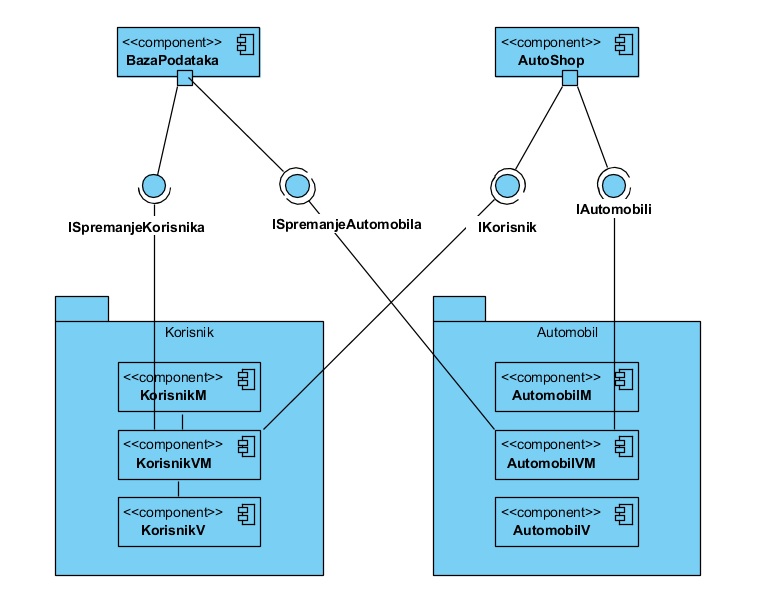 <<component>>
BazaPodataka
<<component>>
AutoShop
ISpremanjeKorisnika
ISpremanjeAutomobila
IKorisnik
IAutomobili
Korisnik
<<component>>
KorisnikM
<<component>>
KorisnikVM
<<component>>
KorisnikV
Automobil
<<component>>
AutomobilM
<<component>>
AutomobilVM
<<component>>
AutomobilV